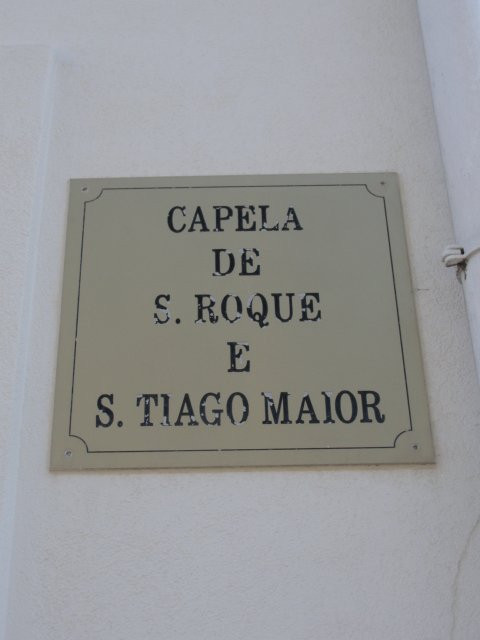 CAPELA
DE
S. ROQUE
E
S. TIAGO MAIOR